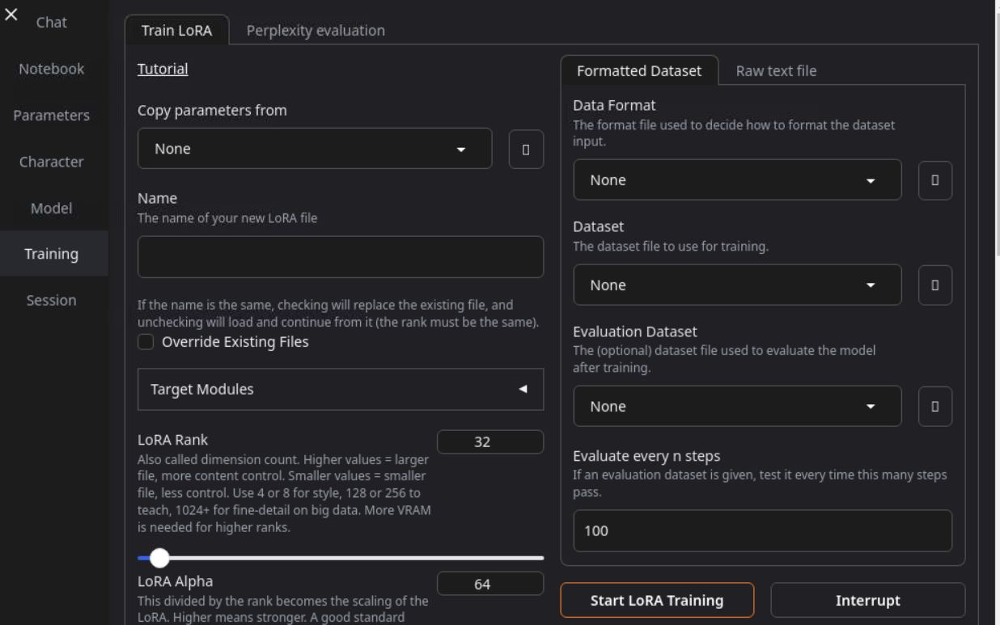 Chat
Notebook
Parameters
Character
Model
Training
Session
Train LoRA
Perplexity evaluation
Tutorial
Copy parameters from
None
Name
The name of your new LoRA file
If the name is the same, checking will replace the existing file, and
unchecking will load and continue from it (the rank must be the same).
Override Existing Files
Target Modules
LoRA Rank
32
Also called dimension count. Higher values = larger
file, more content control. Smaller values = smaller
file, less control. Use 4 or 8 for style, 128 or 256 to
teach, 1024+ for fine-detail on big data. More VRAM
is needed for higher ranks.
LoRA Alpha
64
This divided by the rank becomes the scaling of the
LoRA. Higher means stronger. A good standard
Formatted Dataset
Raw text file
Data Format
The format file used to decide how to format the dataset
input.
None
Dataset
The dataset file to use for training.
None
Evaluation Dataset
The (optional) dataset file used to evaluate the model
after training.
None
Evaluate every n steps
If an evaluation dataset is given, test it every time this many steps
pass.
100
Start LoRA Training
Interrupt